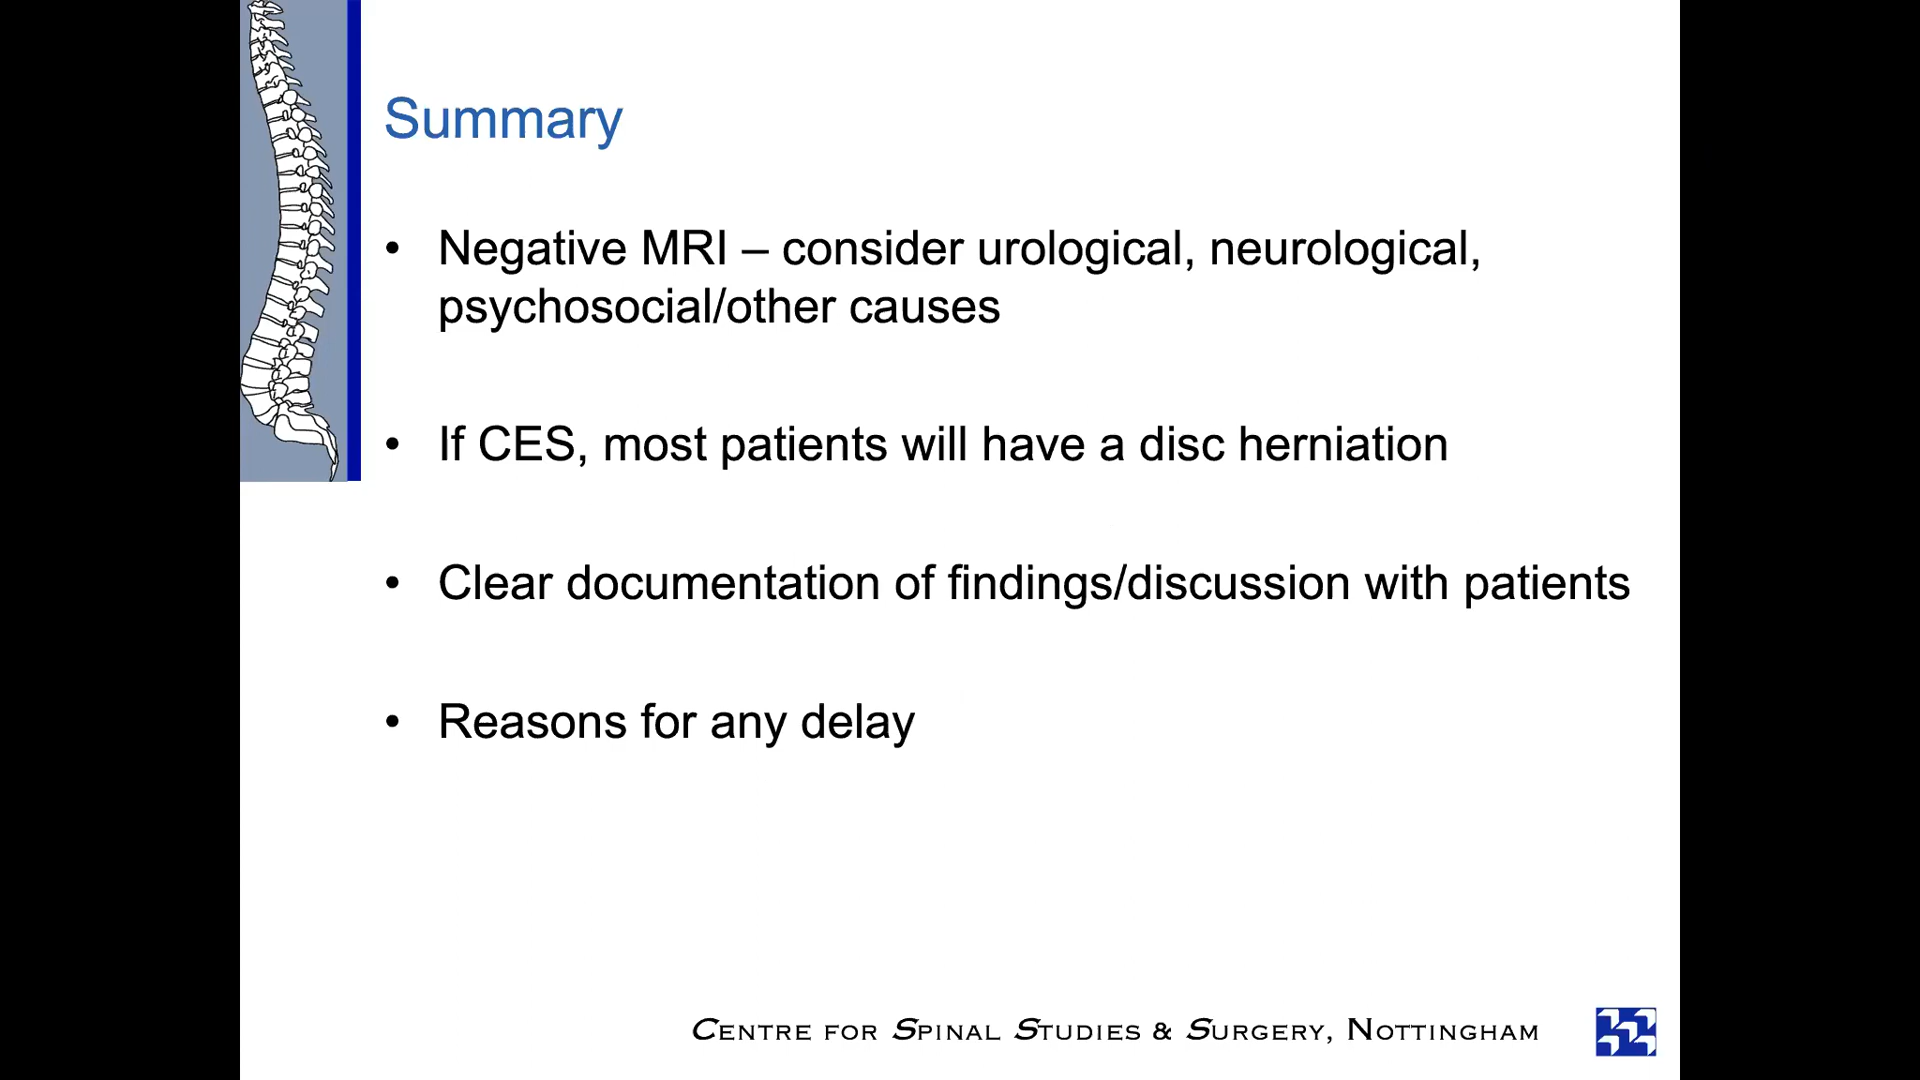 Summary
• Negative MRI – consider urological, neurological,
psychosocial/other causes
• If CES, most patients will have a disc herniation
• Clear documentation of findings/discussion with patients
• Reasons for any delay
CENTRE FOR SPINAL STUDIES & SURGERY, NOTTINGHAM